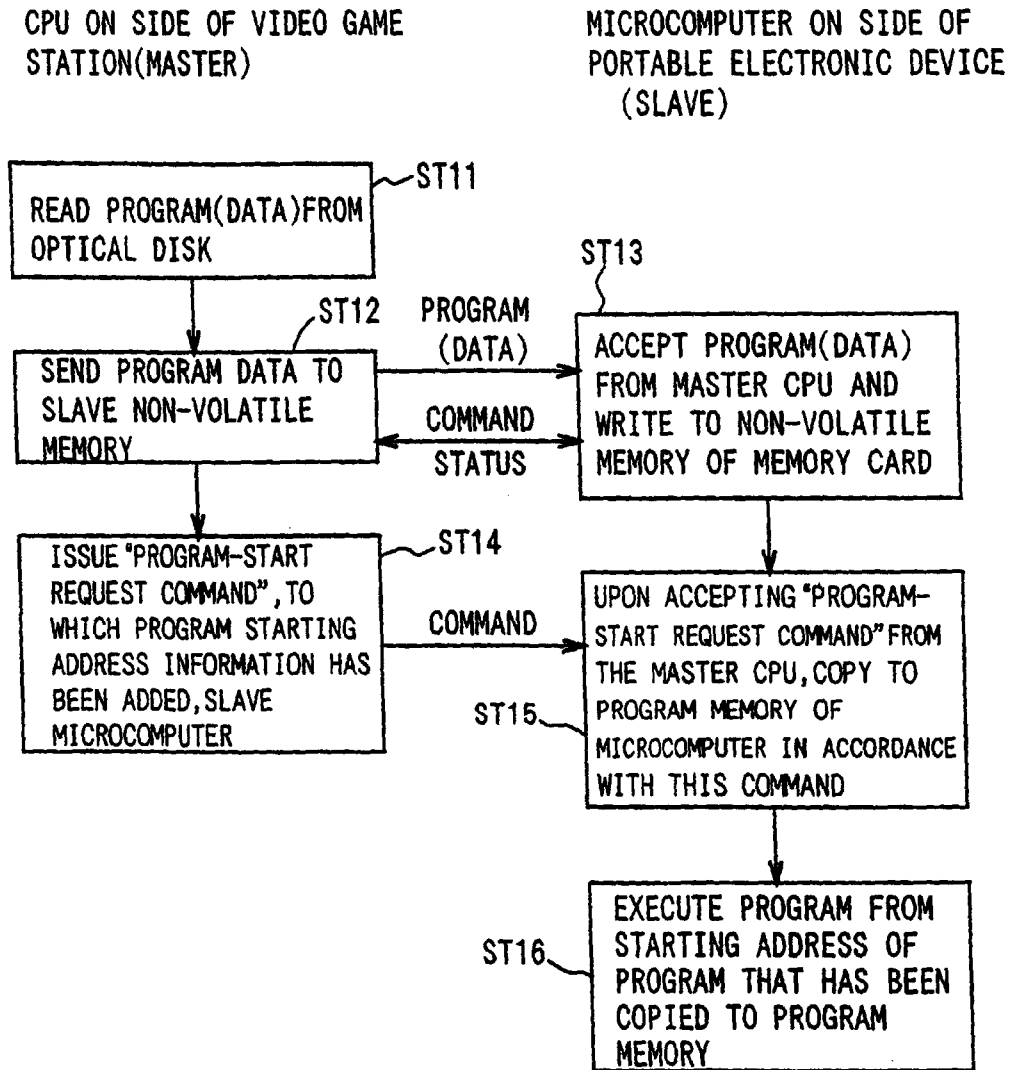 CPU ON SIDE OF VIDEO GAME
STATION(MASTER)
MICROCOMPUTER ON SIDE OF
PORTABLE ELECTRONIC DEVICE
(SLAVE)
ST11
READ PROGRAM(DATA)FROM
OPTICAL DISK
ST12
SEND PROGRAM DATA TO
SLAVE NON-VOLATILE
MEMORY
PROGRAM
(DATA)
COMMAND
STATUS
ST13
ACCEPT PROGRAM(DATA)
FROM MASTER CPU AND
WRITE TO NON-VOLATILE
MEMORY OF MEMORY CARD
ST14
ISSUE "PROGRAM-START
REQUEST COMMAND",TO
WHICH PROGRAM STARTING
ADDRESS INFORMATION HAS
BEEN ADDED,SLAVE
MICROCOMPUTER
COMMAND
ST15
UPON ACCEPTING "PROGRAM-
START REQUEST COMMAND"FROM
THE MASTER CPU,COPY TO
PROGRAM MEMORY OF
MICROCOMPUTER IN ACCORDANCE
WITH THIS COMMAND
ST16
EXECUTE PROGRAM FROM
STARTING ADDRESS OF
PROGRAM THAT HAS BEEN
COPIED TO PROGRAM
MEMORY